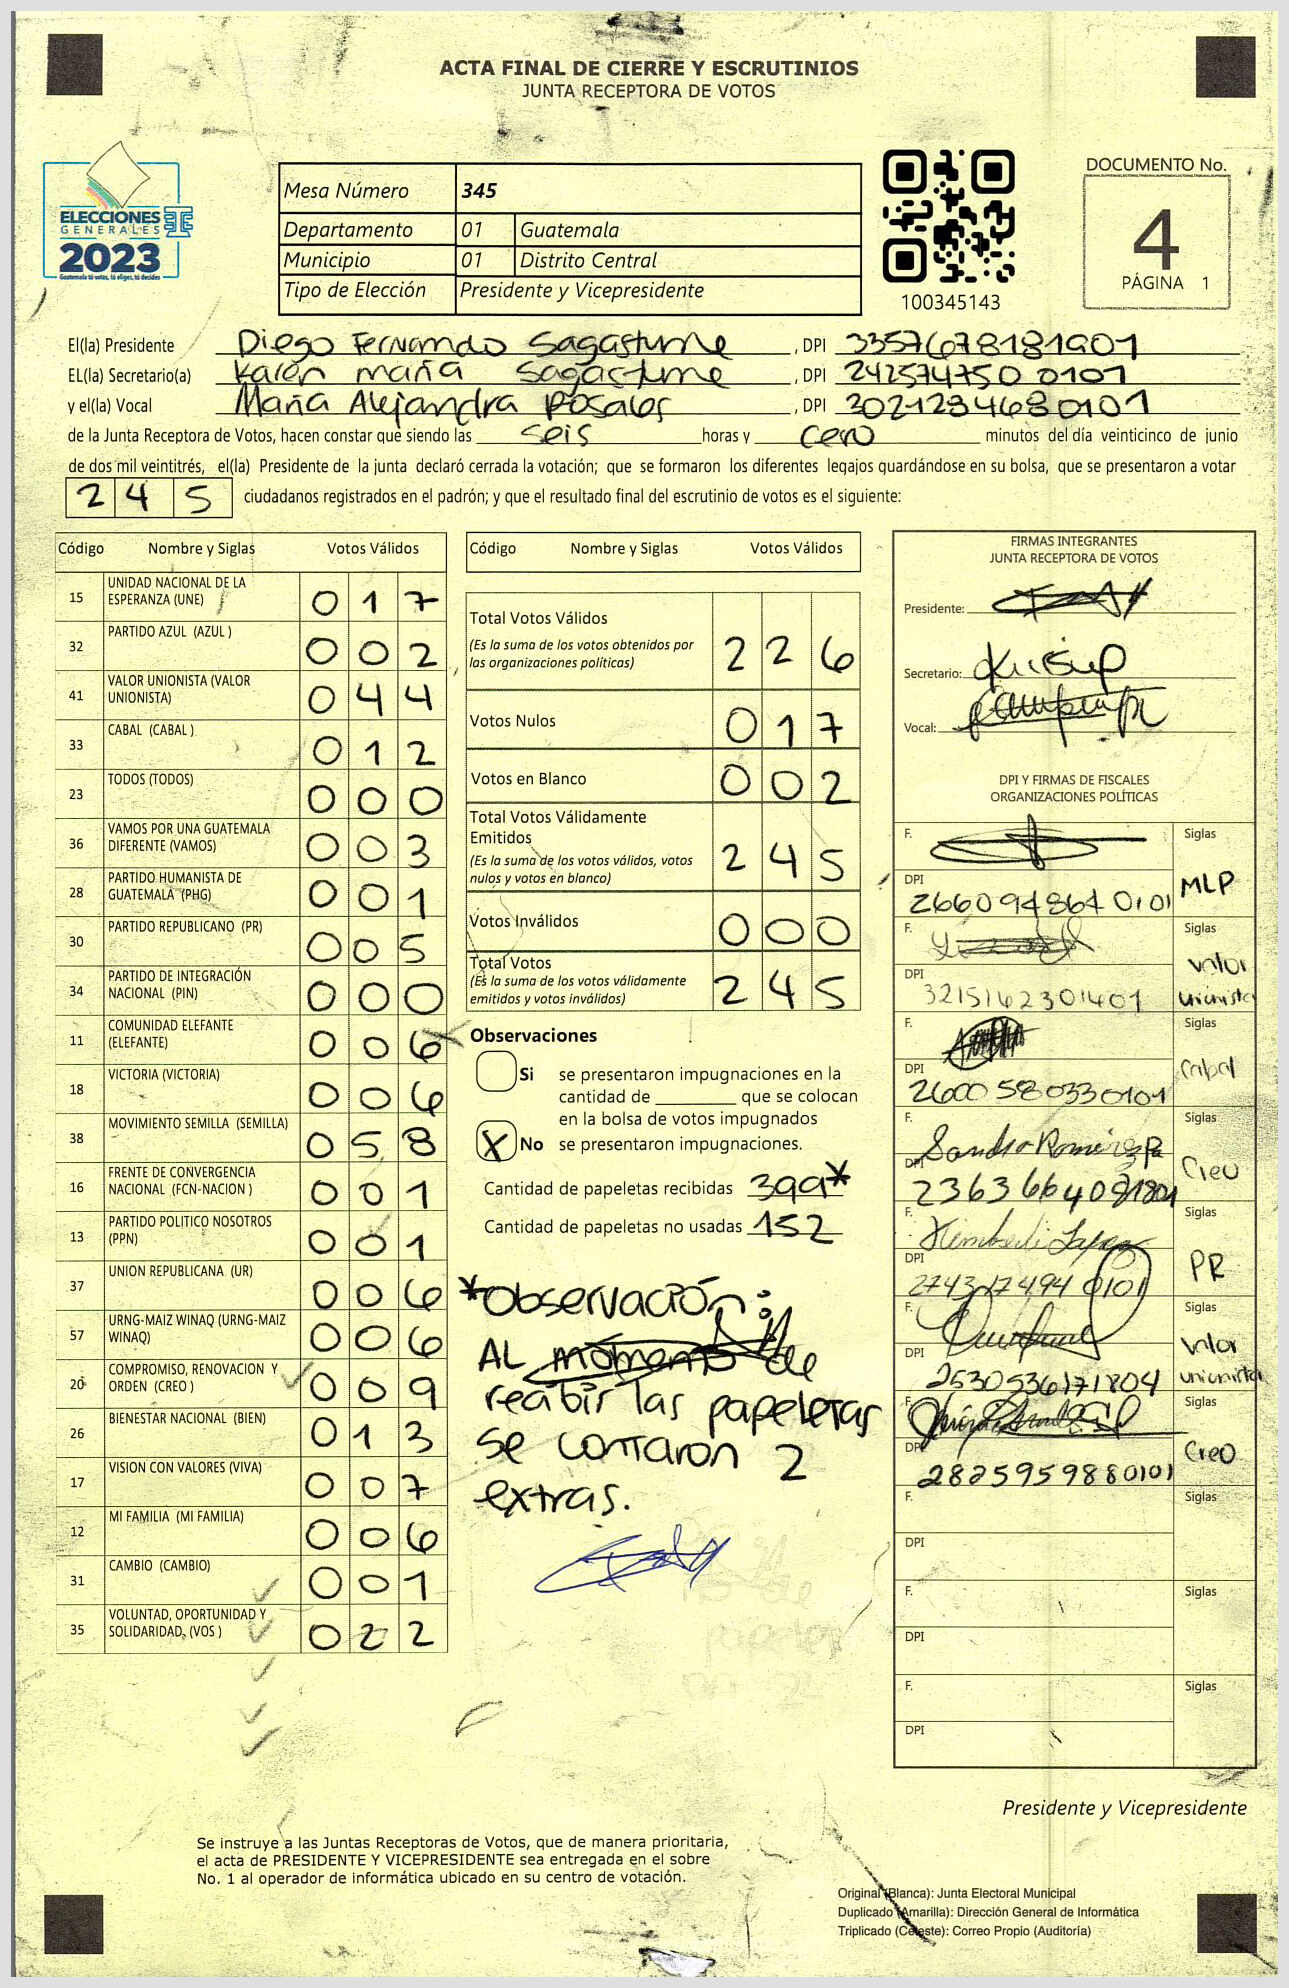 ACTA FINAL DE CIERRE Y ESCRUTINIOS
JUNTA RECEPTORA DE VOTOS
ELECCIONES
GENERALES
2023
Guatemala tú votas, tú eliges, tú decides
Mesa Número 345
Departamento 01 Guatemala
Municipio 01 Distrito Central
Tipo de Elección Presidente y Vicepresidente
100345143
DOCUMENTO No.
4
PÁGINA 1
El(la) Presidente Diego Fernando Sagastume , DPI 3357678181901
EL(la) Secretario(a) Karen maría Sagastume , DPI 242574750 0101
y el(la) Vocal María Alejandra Rosales , DPI 3021234680101
de la Junta Receptora de Votos, hacen constar que siendo las seis horas y cero minutos del día veinticinco de junio
de dos mil veintitrés, el(la) Presidente de la junta declaró cerrada la votación; que se formaron los diferentes legajos guardándose en su bolsa, que se presentaron a votar
2 4 5 ciudadanos registrados en el padrón; y que el resultado final del escrutinio de votos es el siguiente:
Código Nombre y Siglas Votos Válidos
15 UNIDAD NACIONAL DE LA ESPERANZA (UNE) 0 1 7
32 PARTIDO AZUL (AZUL ) 0 0 2
41 VALOR UNIONISTA (VALOR UNIONISTA) 0 4 4
33 CABAL (CABAL ) 0 1 2
23 TODOS (TODOS) 0 0 0
36 VAMOS POR UNA GUATEMALA DIFERENTE (VAMOS) 0 0 3
28 PARTIDO HUMANISTA DE GUATEMALA (PHG) 0 0 1
30 PARTIDO REPUBLICANO (PR) 0 0 5
34 PARTIDO DE INTEGRACIÓN NACIONAL (PIN) 0 0 0
11 COMUNIDAD ELEFANTE (ELEFANTE) 0 0 6
18 VICTORIA (VICTORIA) 0 0 6
38 MOVIMIENTO SEMILLA (SEMILLA) 0 5 8
16 FRENTE DE CONVERGENCIA NACIONAL (FCN-NACION ) 0 0 1
13 PARTIDO POLITICO NOSOTROS (PPN) 0 0 1
37 UNION REPUBLICANA (UR) 0 0 6
57 URNG-MAIZ WINAQ (URNG-MAIZ WINAQ) 0 0 6
20 COMPROMISO, RENOVACION Y ORDEN (CREO ) 0 0 9
26 BIENESTAR NACIONAL (BIEN) 0 1 3
17 VISION CON VALORES (VIVA) 0 0 7
12 MI FAMILIA (MI FAMILIA) 0 0 6
31 CAMBIO (CAMBIO) 0 0 1
35 VOLUNTAD, OPORTUNIDAD Y SOLIDARIDAD, (VOS ) 0 2 2
Código Nombre y Siglas Votos Válidos
Total Votos Válidos 2 2 6
(Es la suma de los votos obtenidos por
las organizaciones políticas)
Votos Nulos 0 1 7
Votos en Blanco 0 0 2
Total Votos Válidamente
Emitidos 2 4 5
(Es la suma de los votos válidos, votos
nulos y votos en blanco)
Votos Inválidos 0 0 0
Total Votos 2 4 5
(Es la suma de los votos válidamente
emitidos y votos inválidos)
Observaciones
Si se presentaron impugnaciones en la
cantidad de ________ que se colocan
en la bolsa de votos impugnados
X No se presentaron impugnaciones.
Cantidad de papeletas recibidas 399*
Cantidad de papeletas no usadas 152
*Observación:
AL momento de
recibir las papeletas
se contaron 2
extras.
FIRMAS INTEGRANTES
JUNTA RECEPTORA DE VOTOS
Presidente:
Secretario:
Vocal:
DPI Y FIRMAS DE FISCALES
ORGANIZACIONES POLÍTICAS
F. Siglas
DPI MLP
2660948640101
F. Siglas
DPI valor
3215162301401 unionista
F. Siglas
DPI Cabal
2600580330101
F. Sandra Siglas
DPI Creo
F. Siglas
DPI PR
2743174940101
F. Siglas
DPI Valor
2530536171804 unionista
F. Siglas
DPI Creo
2825959880101
F. Siglas
DPI
F. Siglas
DPI
F. Siglas
DPI
Presidente y Vicepresidente
Se instruye a las Juntas Receptoras de Votos, que de manera prioritaria,
el acta de PRESIDENTE Y VICEPRESIDENTE sea entregada en el sobre
No. 1 al operador de informática ubicado en su centro de votación.
Original (Blanca): Junta Electoral Municipal
Duplicado (Amarilla): Dirección General de Informática
Triplicado (Celeste): Correo Propio (Auditoría)